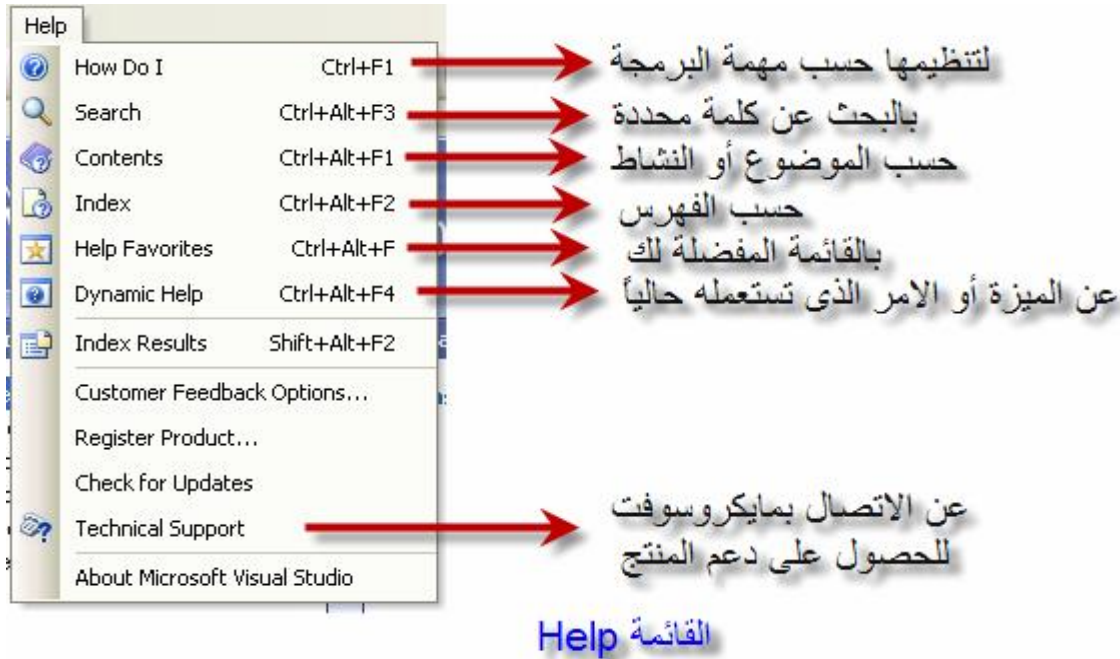 Help
How Do I Ctrl+F1 لتنظيمها حسب مهمة البرمجة
Search Ctrl+Alt+F3 بالبحث عن كلمة محددة
Contents Ctrl+Alt+F1 حسب الموضوع أو النشاط
Index Ctrl+Alt+F2 حسب الفهرس
Help Favorites Ctrl+Alt+F بالقائمة المفضلة لك
Dynamic Help Ctrl+Alt+F4 عن الميزة أو الامر الذى تستعمله حالياً
Index Results Shift+Alt+F2
Customer Feedback Options...
Register Product...
Check for Updates
Technical Support عن الاتصال بمايكروسوفت
للحصول على دعم المنتج
About Microsoft Visual Studio
القائمة Help